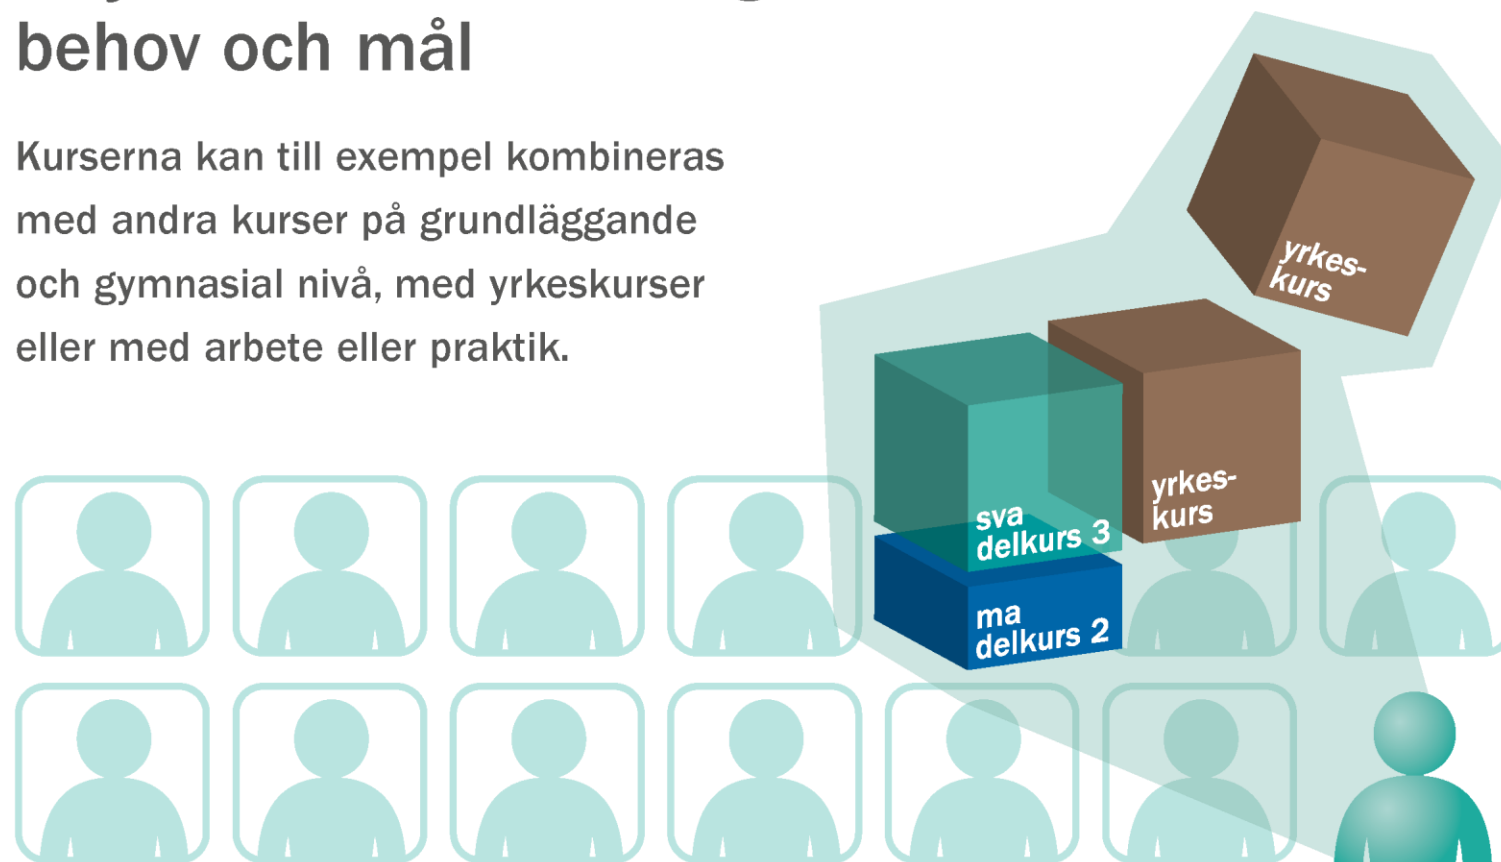 behov och mål
Kurserna kan till exempel kombineras
med andra kurser på grundläggande
och gymnasial nivå, med yrkeskurser
eller med arbete eller praktik.
yrkes-
kurs
yrkes-
kurs
sva
delkurs 3
ma
delkurs 2